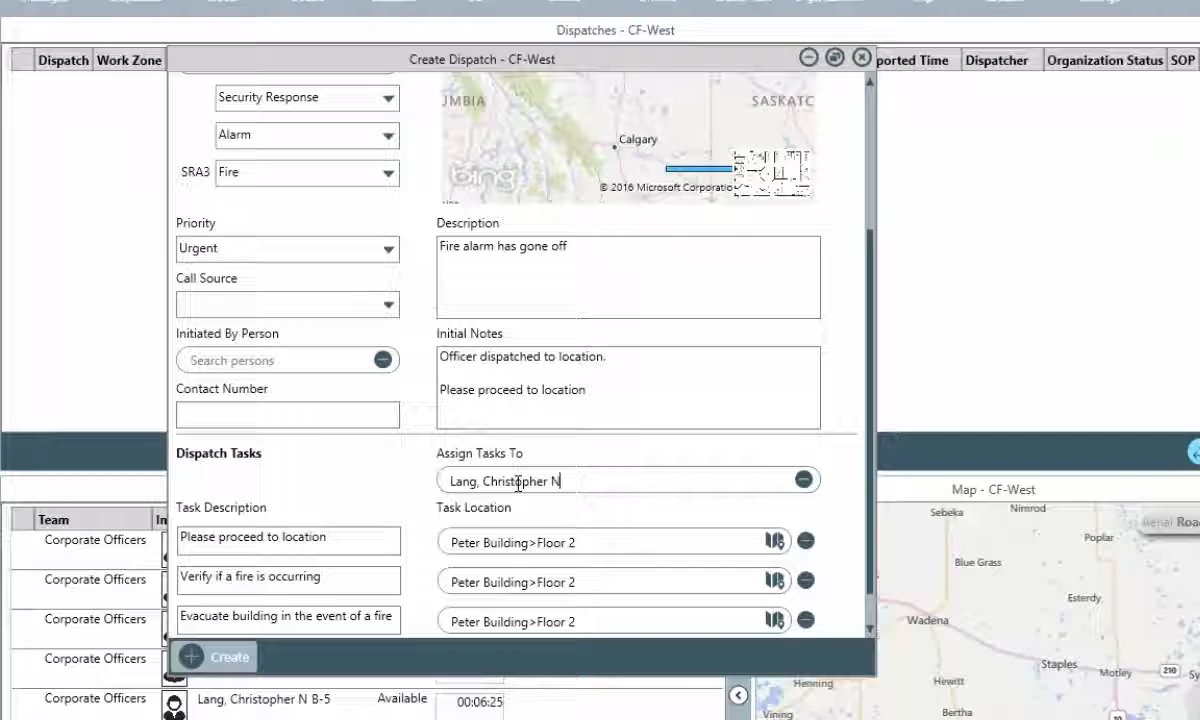 Dispatches - CF-West
Dispatch
Work Zone
ported Time
Dispatcher
Organization Status
SOP
Create Dispatch - CF-West
Security Response
Alarm
SRA3
Fire
UMBIA
SASKATC
Calgary
bing
© 2016 Microsoft Corporatio
Priority
Urgent
Description
Fire alarm has gone off
Call Source
Initiated By Person
Search persons
Initial Notes
Officer dispatched to location.
Please proceed to location
Contact Number
Dispatch Tasks
Assign Tasks To
Lang, Christopher N
Task Description
Task Location
Please proceed to location
Peter Building>Floor 2
Verify if a fire is occurring
Peter Building>Floor 2
Evacuate building in the event of a fire
Peter Building>Floor 2
Create
Team
In
Corporate Officers
Corporate Officers
Corporate Officers
Corporate Officers
Corporate Officers
Lang, Christopher N B-5
Available
00:06:25
Map - CF-West
Aerial
Roa
Sebeka
Nimrod
Poplar
Blue Grass
Esterdy
Wadena
Staples
Motley
210
Sy
Hewitt
Henning
Bertha
Vining
10